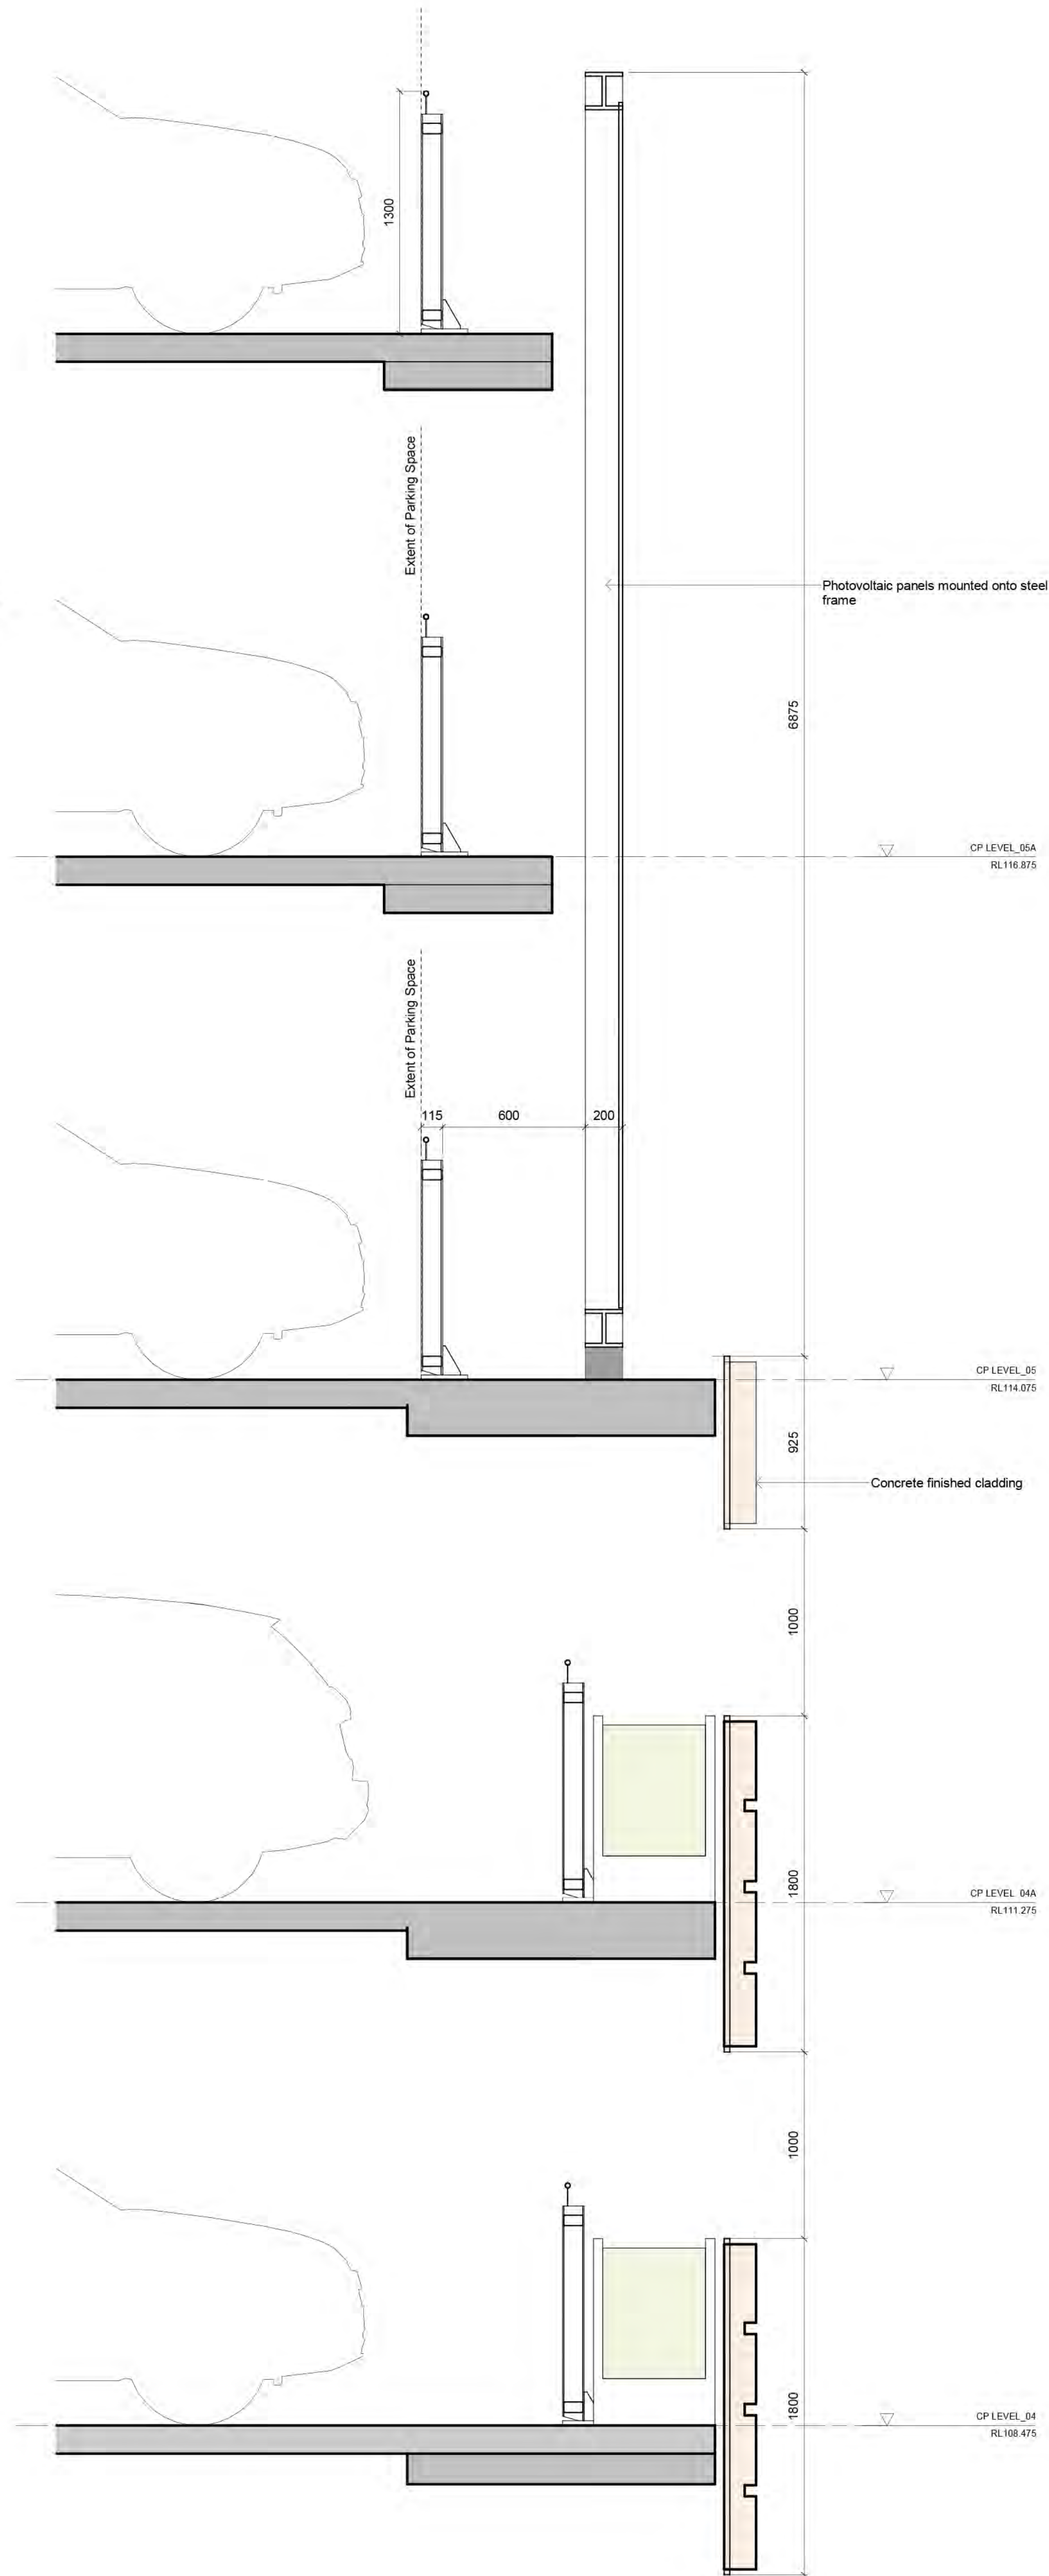 1300
Extent of Parking Space
Photovoltaic panels mounted onto steel
frame
6875
CP LEVEL_05A
RL116.875
Extent of Parking Space
115
600
200
CP LEVEL_05
RL114.075
925
Concrete finished cladding
1000
1800
CP LEVEL_04A
RL111.275
1000
1800
CP LEVEL_04
RL108.475